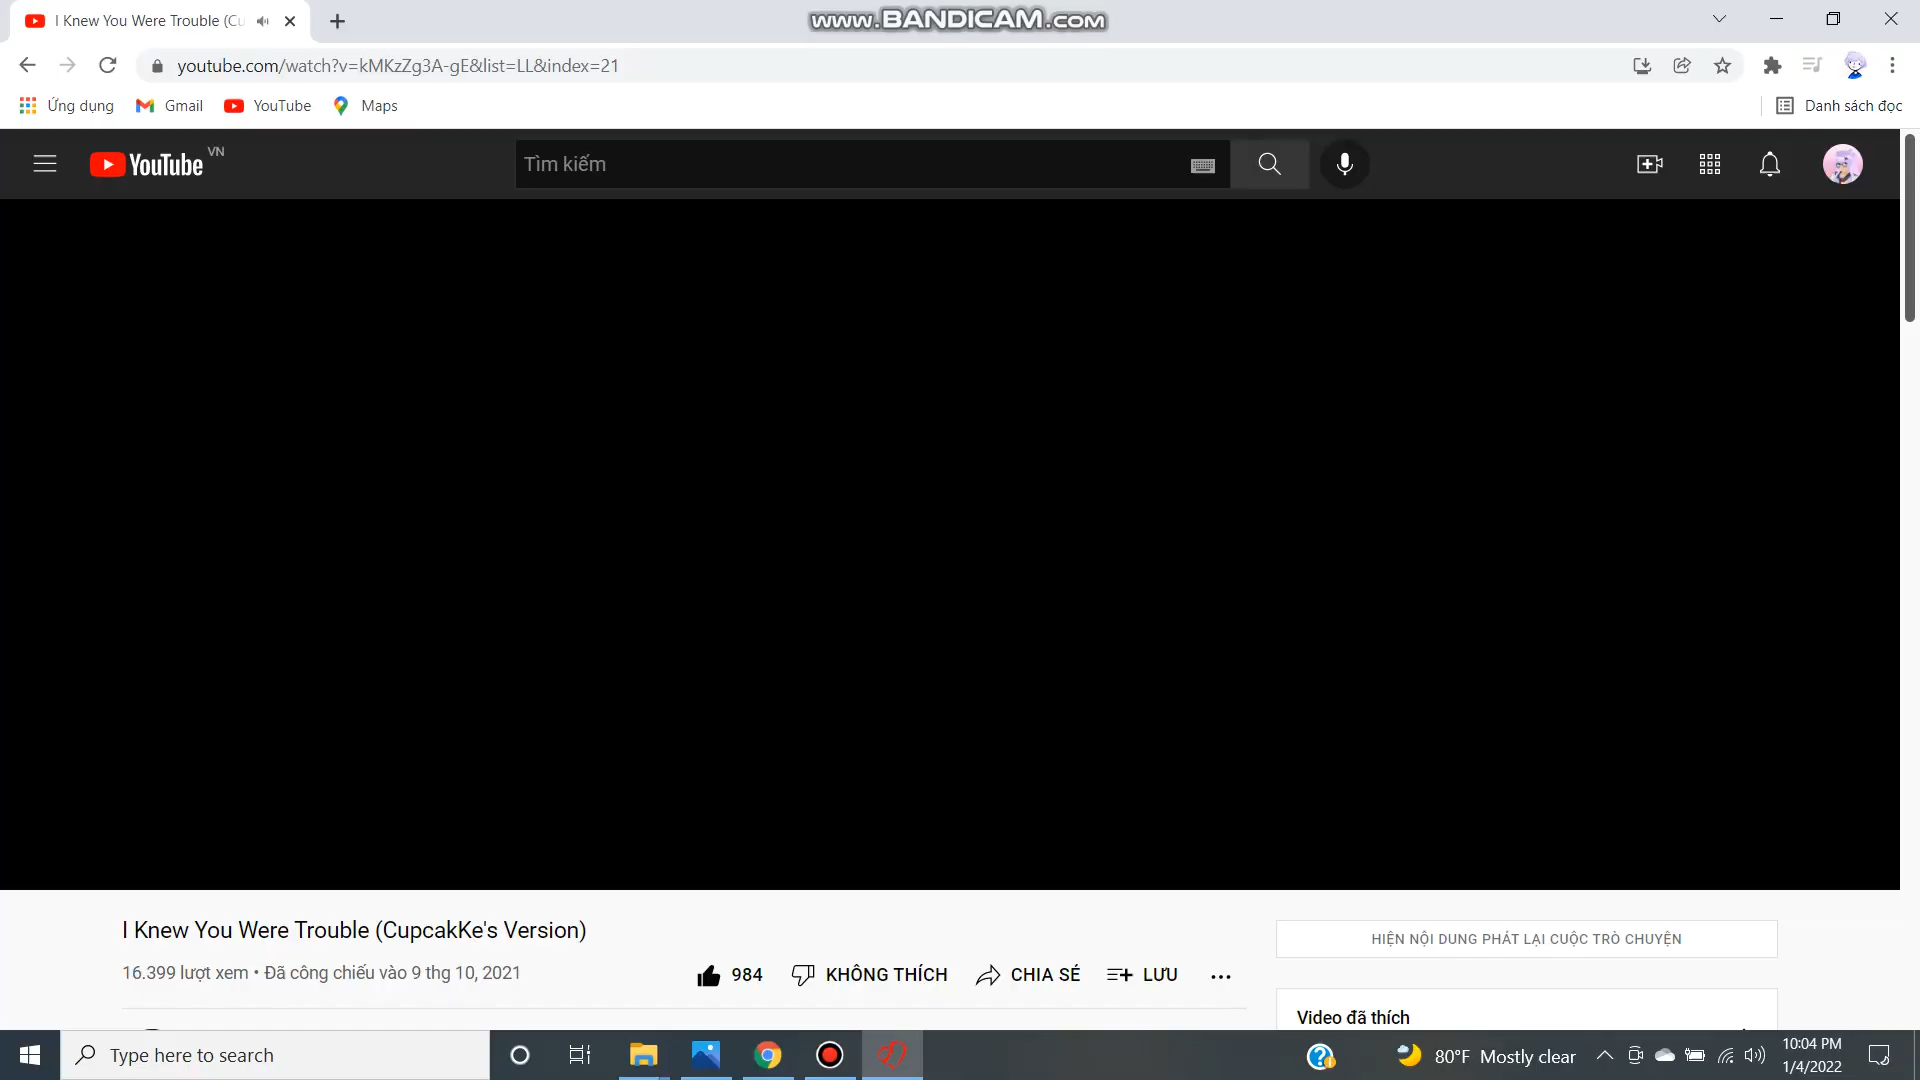 I Knew You Were Trouble (Cu
www.BANDICAM.com
youtube.com/watch?v=kMKzZg3A-gE&list=LL&index=21
Ứng dụng
Gmail
YouTube
Maps
Danh sách đọc
YouTube VN
Tìm kiếm
I Knew You Were Trouble (CupcakKe's Version)
16.399 lượt xem • Đã công chiếu vào 9 thg 10, 2021
984
KHÔNG THÍCH
CHIA SẺ
LƯU
HIỆN NỘI DUNG PHÁT LẠI CUỘC TRÒ CHUYỆN
Video đã thích
Type here to search
80°F Mostly clear
10:04 PM
1/4/2022